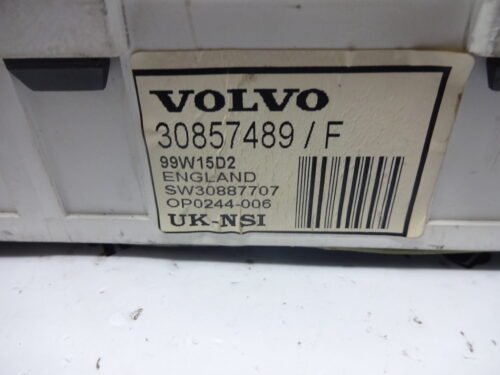 VOLVO
30857489/F
99W15D2
ENGLAND
SW30887707
OP0244-006
UK-NSI